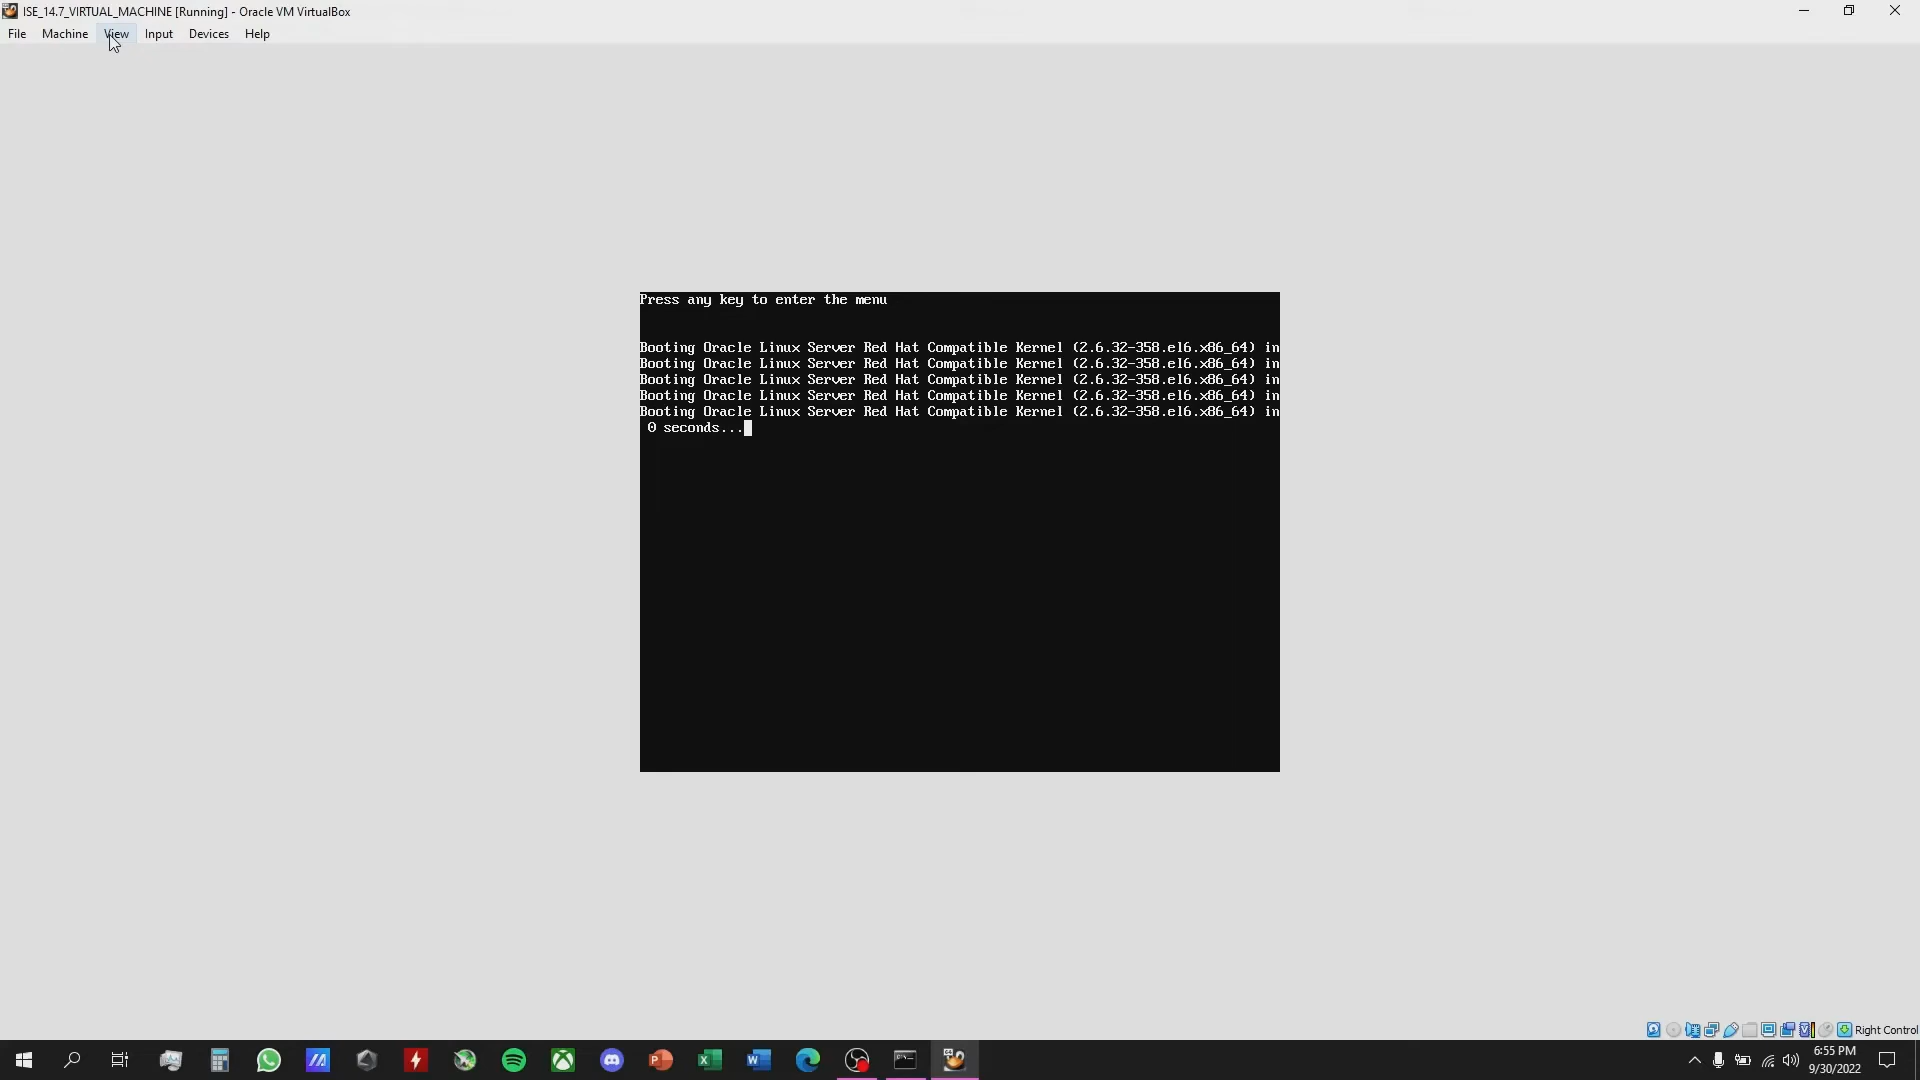 ISE_14.7_VIRTUAL_MACHINE [Running] - Oracle VM VirtualBox
File Machine View Input Devices Help
Press any key to enter the menu
Booting Oracle Linux Server Red Hat Compatible Kernel (2.6.32-358.el6.x86_64) in
Booting Oracle Linux Server Red Hat Compatible Kernel (2.6.32-358.el6.x86_64) in
Booting Oracle Linux Server Red Hat Compatible Kernel (2.6.32-358.el6.x86_64) in
Booting Oracle Linux Server Red Hat Compatible Kernel (2.6.32-358.el6.x86_64) in
Booting Oracle Linux Server Red Hat Compatible Kernel (2.6.32-358.el6.x86_64) in
0 seconds...
Right Control
6:55 PM
9/30/2022